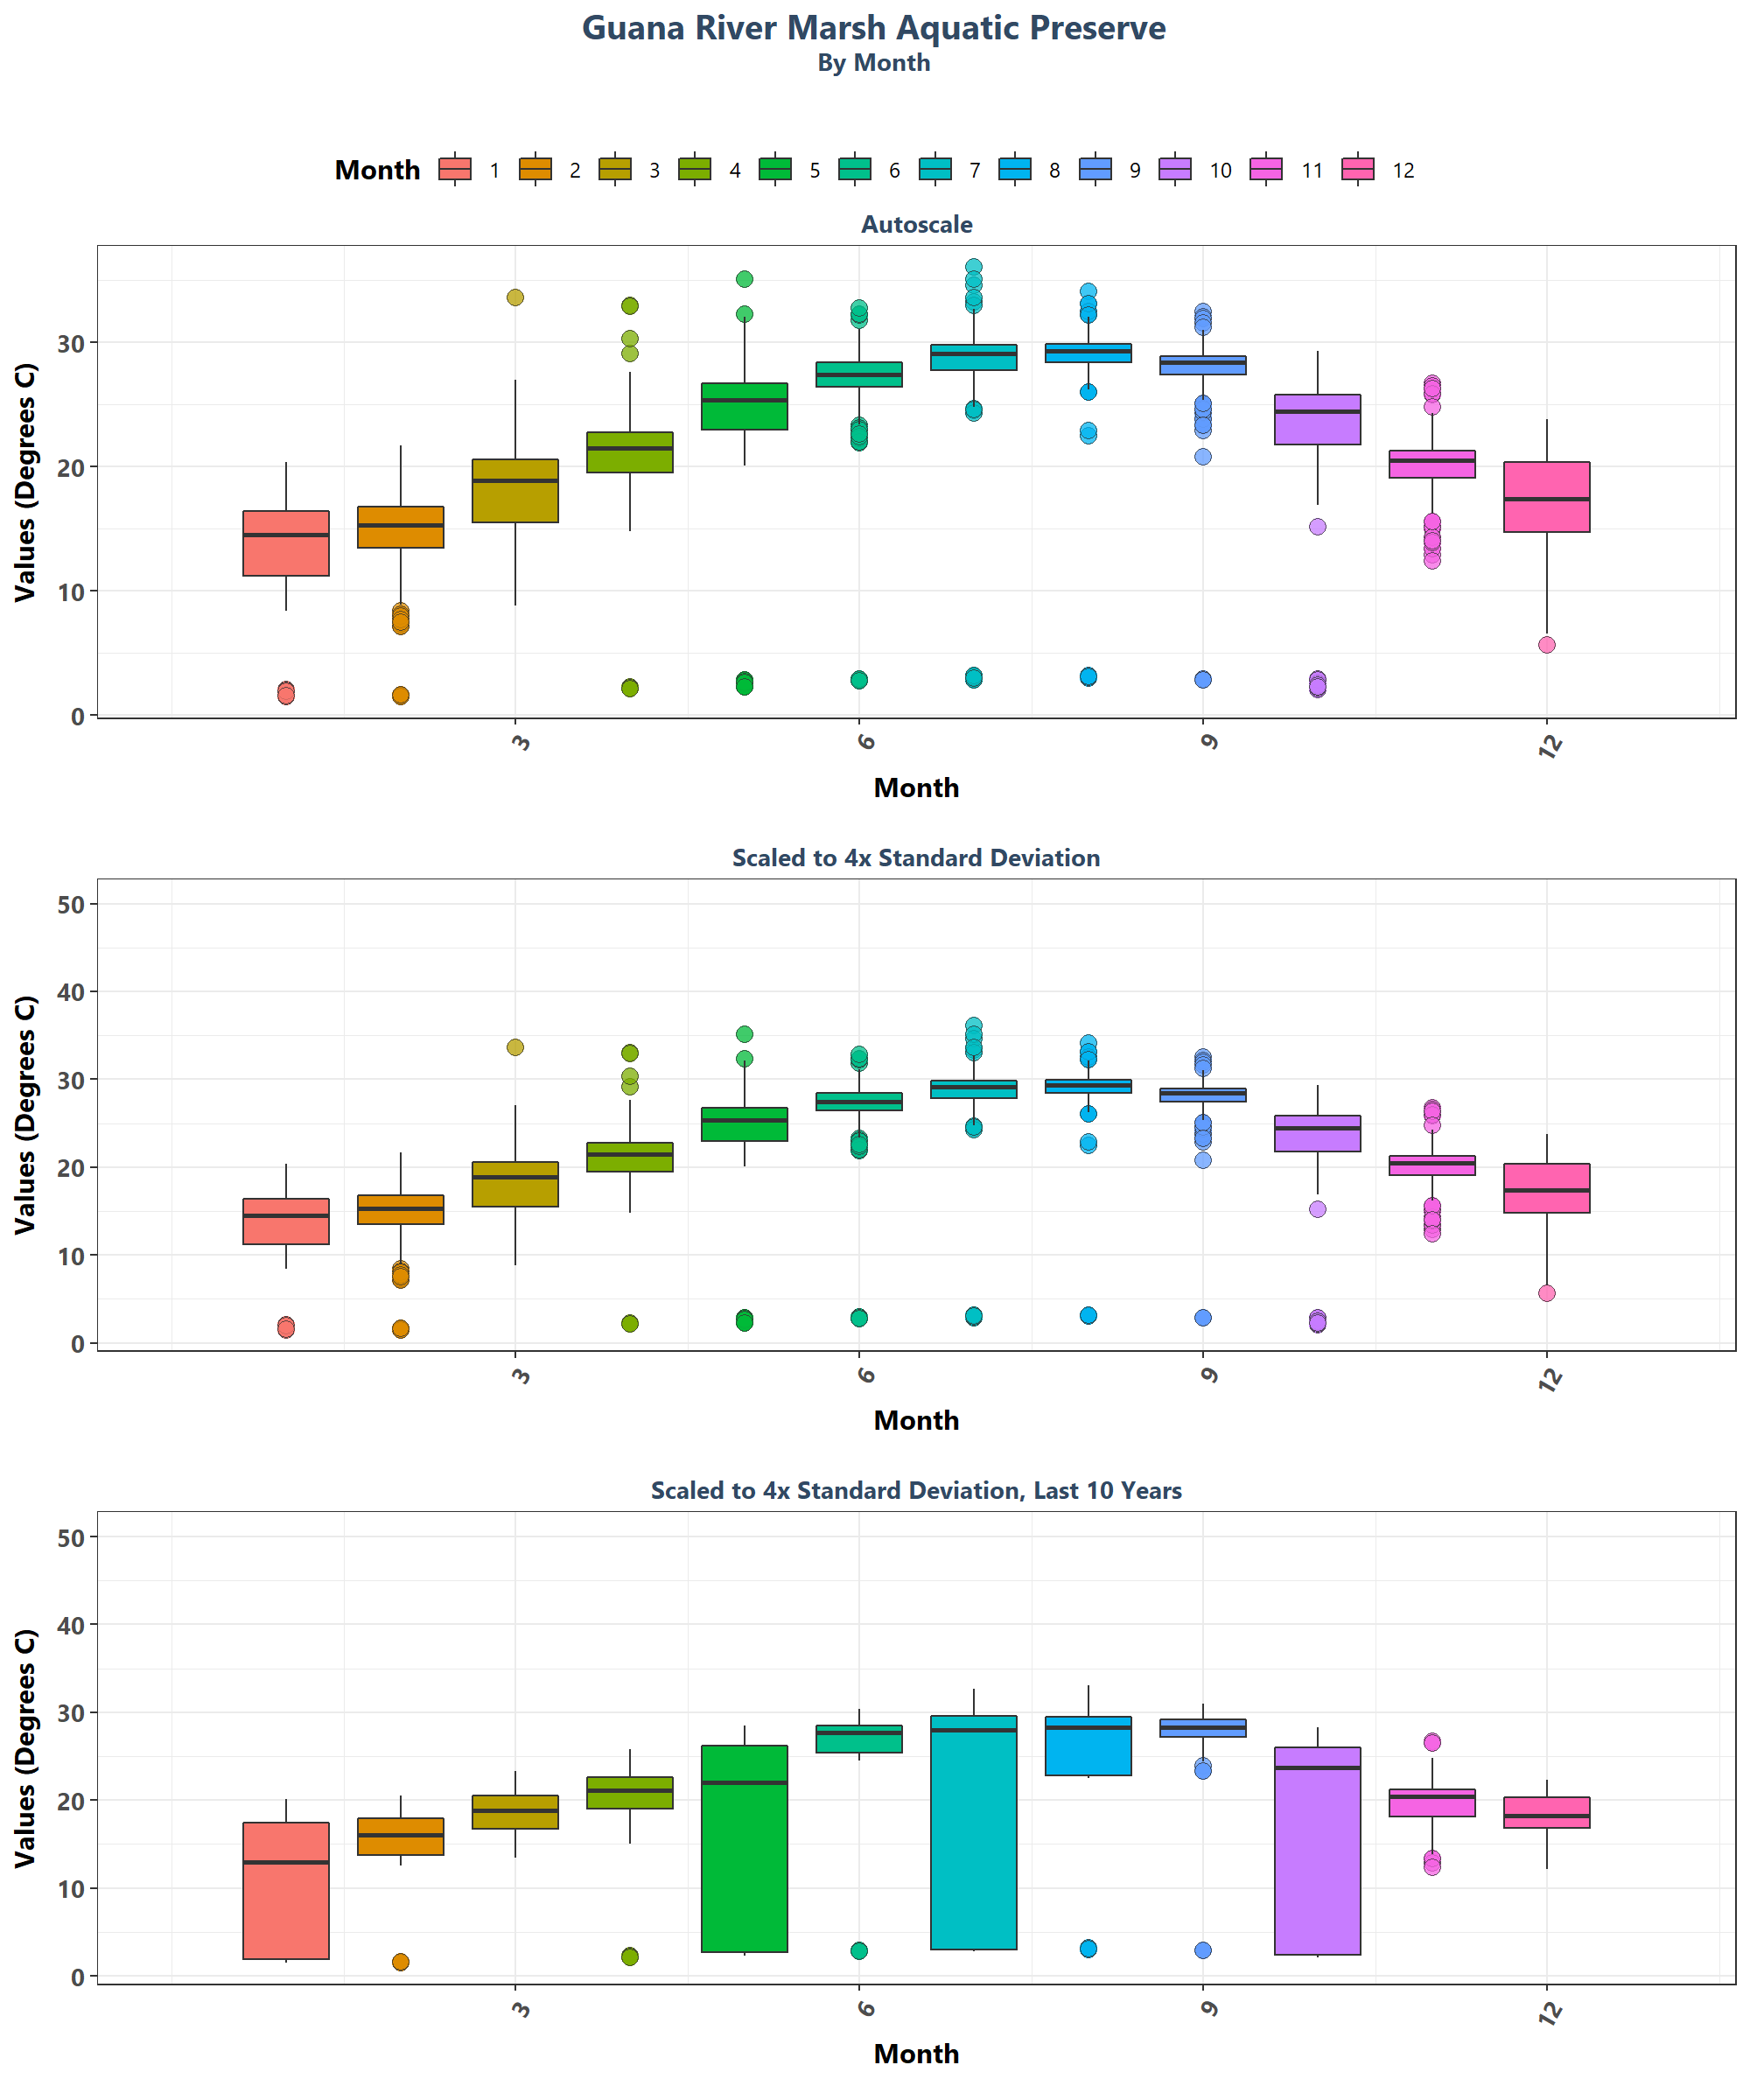 Guana River Marsh Aquatic Preserve
By Month
Month 1 2 3 4 5 6 7 8 9 10 11 12
Autoscale
Values (Degrees C)
30
20
10
0
3 6 9 12
Month
Scaled to 4x Standard Deviation
Values (Degrees C)
50
40
30
20
10
0
3 6 9 12
Month
Scaled to 4x Standard Deviation, Last 10 Years
Values (Degrees C)
50
40
30
20
10
0
3 6 9 12
Month